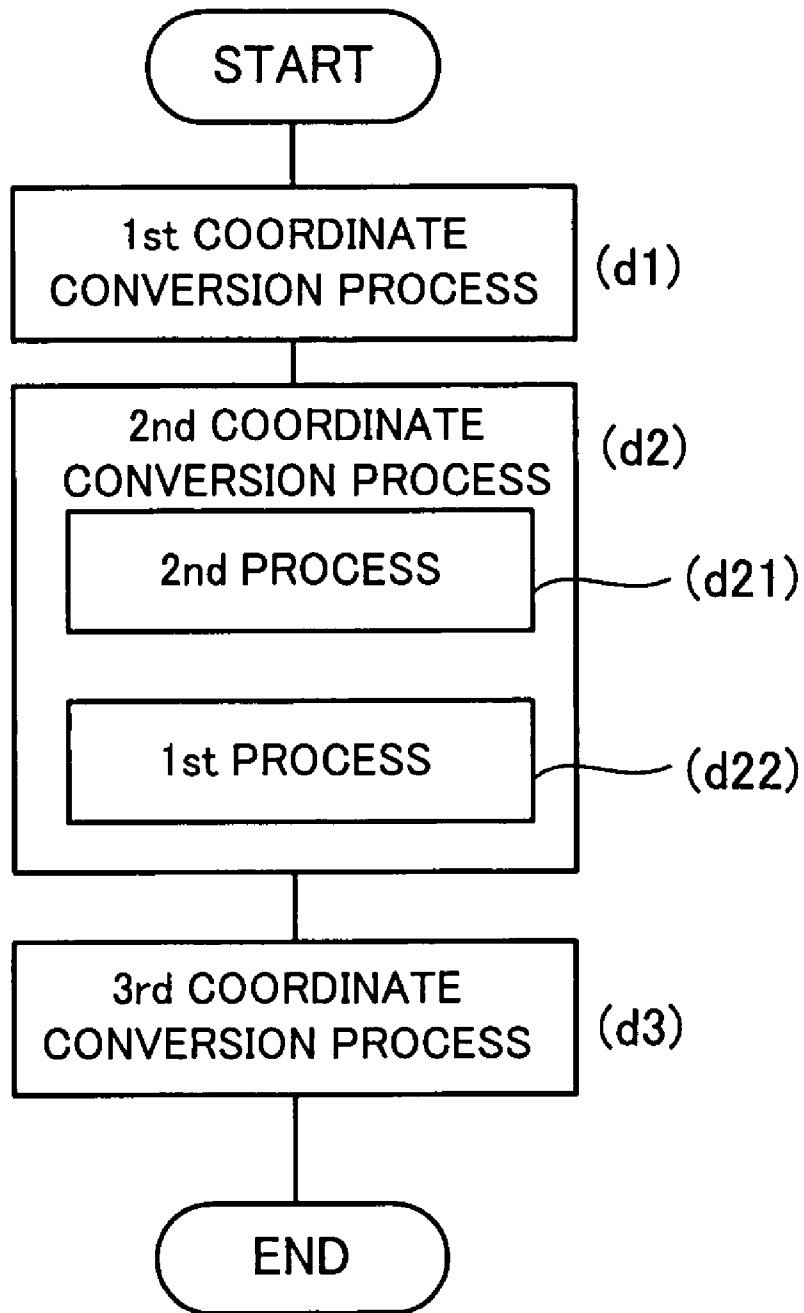 START
1st COORDINATE
CONVERSION PROCESS
(d1)
2nd COORDINATE
CONVERSION PROCESS
(d2)
2nd PROCESS
(d21)
1st PROCESS
(d22)
3rd COORDINATE
CONVERSION PROCESS
(d3)
END